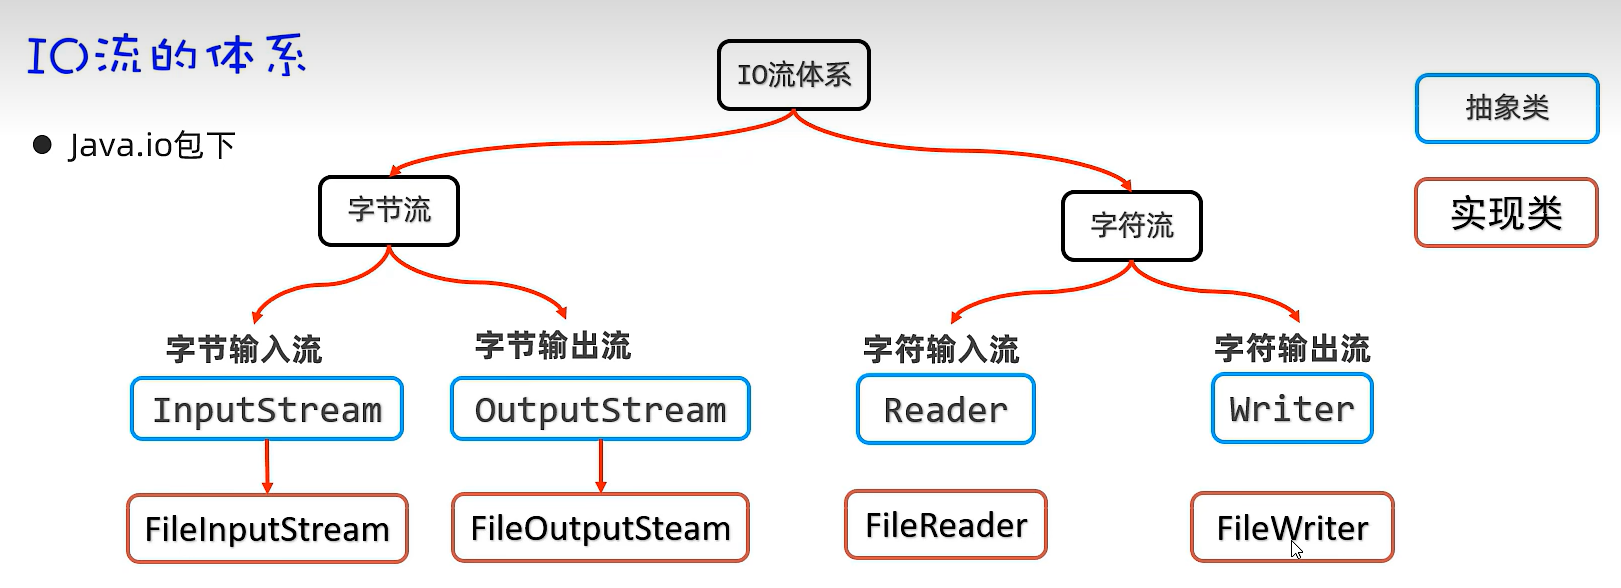 IO流的体系
IO流体系
抽象类
Java.io包下
实现类
字节流
字符流
字节输入流
字节输出流
字符输入流
字符输出流
InputStream
OutputStream
Reader
Writer
FileInputStream
FileOutputSteam
FileReader
FileWriter